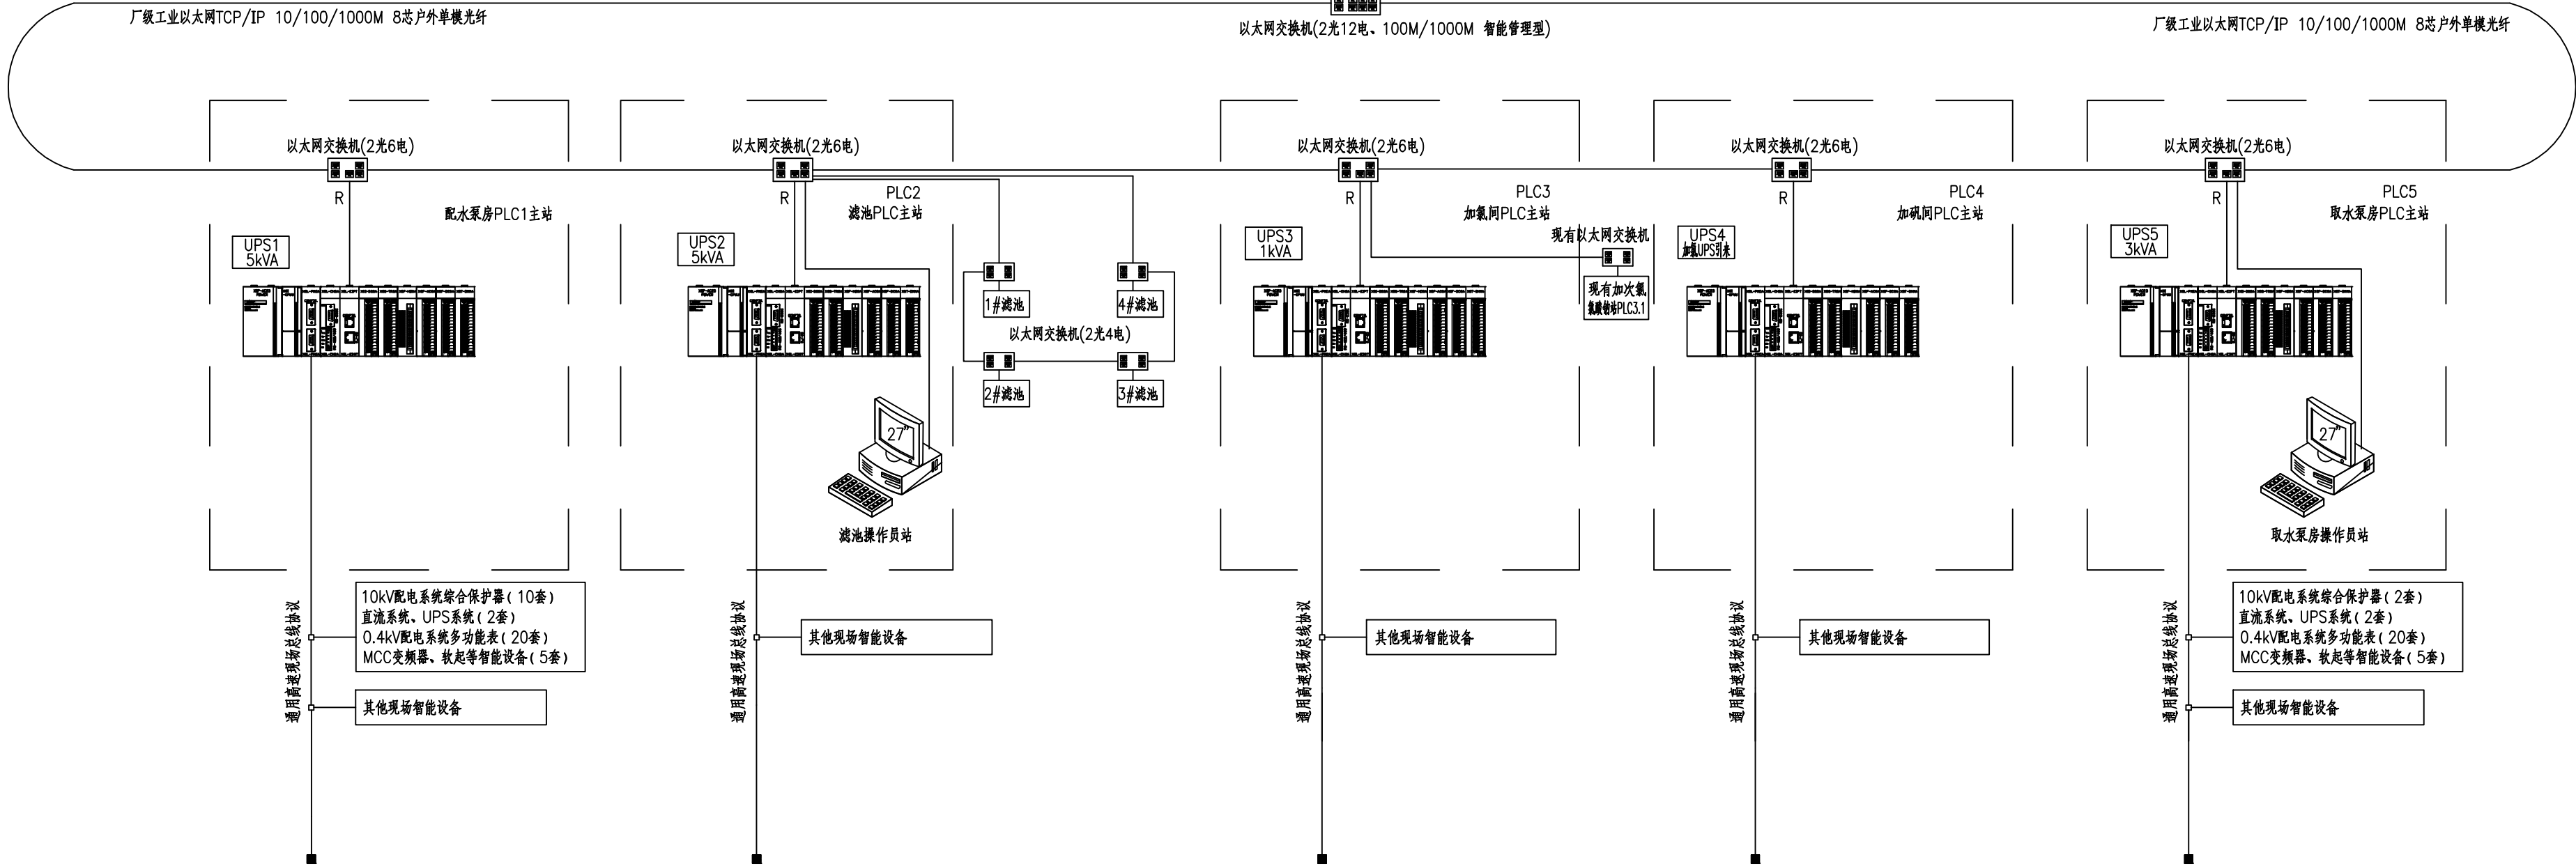 厂级工业以太网TCP/IP 10/100/1000M 8芯户外单模光纤
以太网交换机(2光12电、100M/1000M 智能管理型)
厂级工业以太网TCP/IP 10/100/1000M 8芯户外单模光纤
以太网交换机(2光6电)
R
配水泵房PLC1主站
UPS1
5kVA
10kV配电系统综合保护器(10套)
直流系统、UPS系统(2套)
0.4kV配电系统多功能表(20套)
MCC变频器、软起等智能设备(5套)
其他现场智能设备
通用高速现场总线协议
以太网交换机(2光6电)
R
PLC2
滤池PLC主站
UPS2
5kVA
1#滤池
4#滤池
以太网交换机(2光4电)
2#滤池
3#滤池
27"
滤池操作员站
其他现场智能设备
通用高速现场总线协议
以太网交换机(2光6电)
R
PLC3
加氯间PLC主站
UPS3
1kVA
现有以太网交换机
现有加次氯
氯酸钠站PLC3.1
其他现场智能设备
通用高速现场总线协议
以太网交换机(2光6电)
R
PLC4
加矾间PLC主站
UPS4
加氯UPS引来
其他现场智能设备
通用高速现场总线协议
以太网交换机(2光6电)
R
PLC5
取水泵房PLC主站
UPS5
3kVA
27"
取水泵房操作员站
10kV配电系统综合保护器(2套)
直流系统、UPS系统(2套)
0.4kV配电系统多功能表(20套)
MCC变频器、软起等智能设备(5套)
其他现场智能设备
通用高速现场总线协议